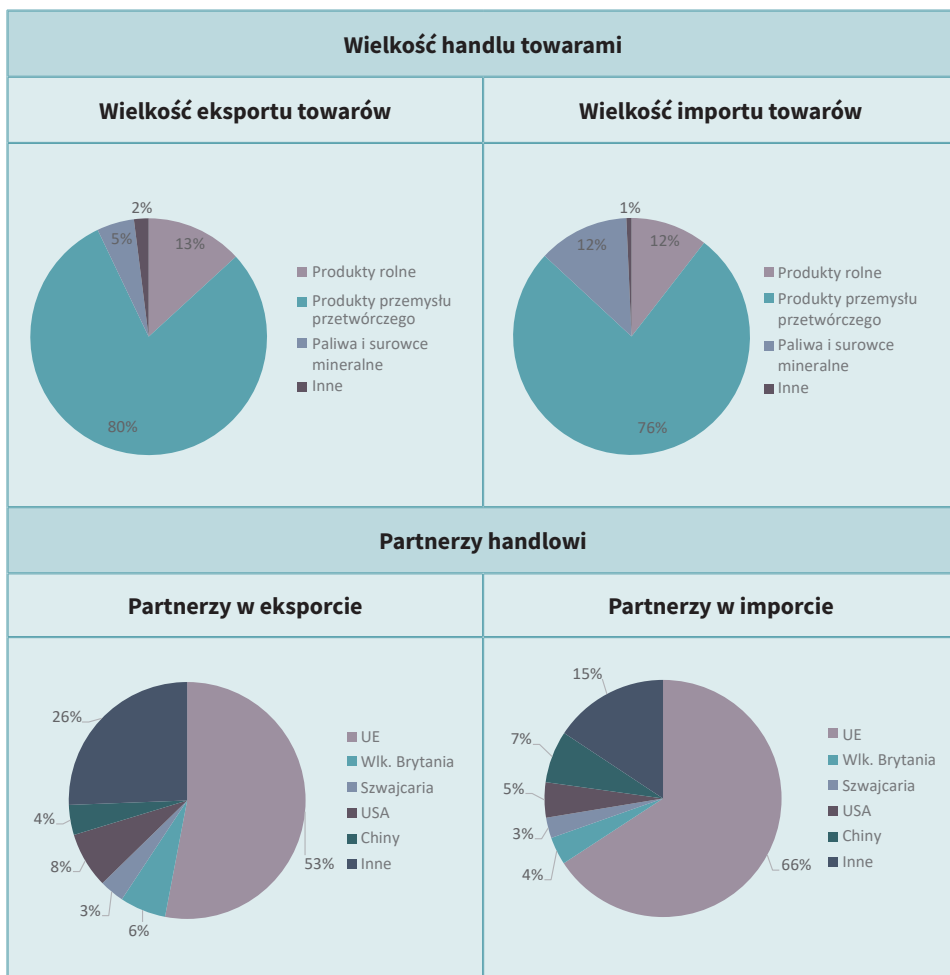 Wielkość handlu towarami
Wielkość eksportu towarów
Wielkość importu towarów
2%
5%
13%
80%
Produkty rolne
Produkty przemysłu
przetwórczego
Paliwa i surowce
mineralne
Inne
1%
12%
12%
76%
Produkty rolne
Produkty przemysłu
przetwórczego
Paliwa i surowce
mineralne
Inne
Partnerzy handlowi
Partnerzy w eksporcie
Partnerzy w imporcie
26%
4%
8%
3%
6%
53%
UE
Wlk. Brytania
Szwajcaria
USA
Chiny
Inne
15%
7%
5%
3%
4%
66%
UE
Wlk. Brytania
Szwajcaria
USA
Chiny
Inne